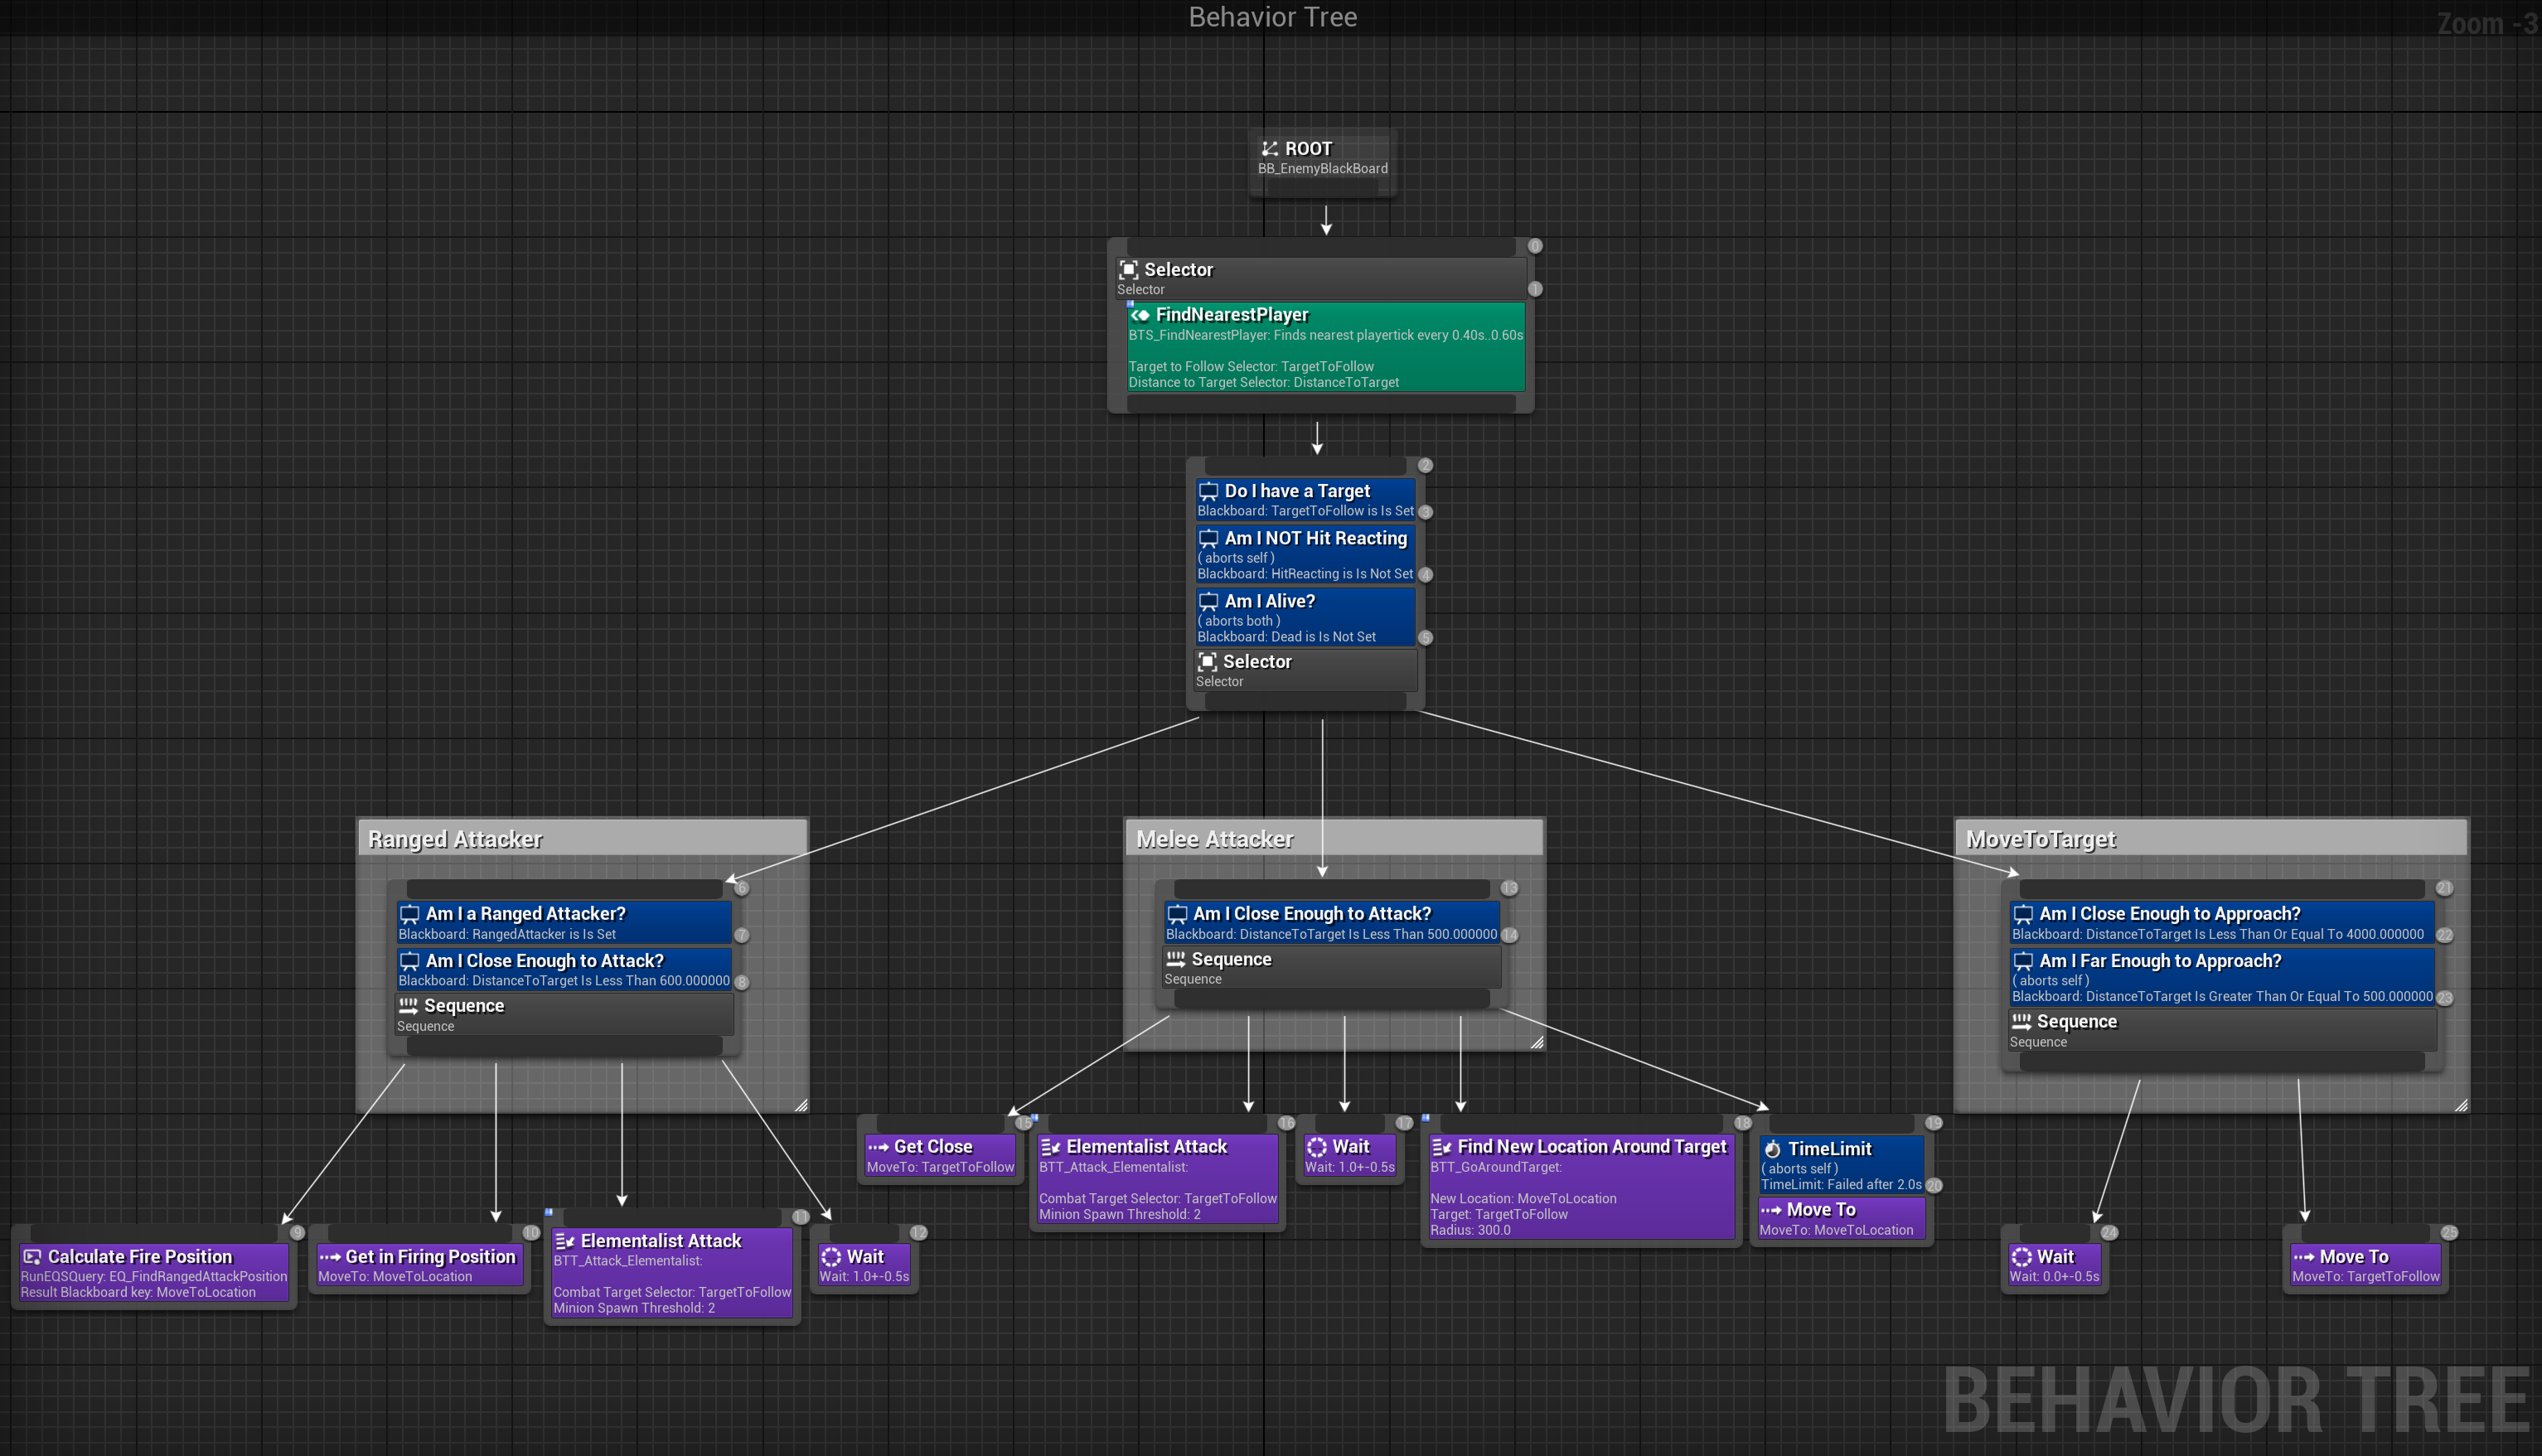 Behavior Tree
Zoom -3
ROOT
BB_EnemyBlackBoard
0
Selector
Selector
1
FindNearestPlayer
BTS_FindNearestPlayer: Finds nearest playertick every 0.40s..0.60s
Target to Follow Selector: TargetToFollow
Distance to Target Selector: DistanceToTarget
2
Do I have a Target
Blackboard: TargetToFollow is Is Set
3
Am I NOT Hit Reacting
( aborts self )
Blackboard: HitReacting is Is Not Set
4
Am I Alive?
( aborts both )
Blackboard: Dead is Is Not Set
5
Selector
Selector
Ranged Attacker
6
Am I a Ranged Attacker?
Blackboard: RangedAttacker is Is Set
7
Am I Close Enough to Attack?
Blackboard: DistanceToTarget Is Less Than 600.000000
8
Sequence
Sequence
Melee Attacker
13
Am I Close Enough to Attack?
Blackboard: DistanceToTarget Is Less Than 500.000000
14
Sequence
Sequence
MoveToTarget
21
Am I Close Enough to Approach?
Blackboard: DistanceToTarget Is Less Than Or Equal To 4000.000000
22
Am I Far Enough to Approach?
( aborts self )
Blackboard: DistanceToTarget Is Greater Than Or Equal To 500.000000
23
Sequence
Sequence
9
Calculate Fire Position
RunEQSQuery: EQ_FindRangedAttackPosition
Result Blackboard key: MoveToLocation
10
Get in Firing Position
MoveTo: MoveToLocation
11
Elementalist Attack
BTT_Attack_Elementalist:
Combat Target Selector: TargetToFollow
Minion Spawn Threshold: 2
12
Wait
Wait: 1.0+-0.5s
15
Get Close
MoveTo: TargetToFollow
16
Elementalist Attack
BTT_Attack_Elementalist:
Combat Target Selector: TargetToFollow
Minion Spawn Threshold: 2
17
Wait
Wait: 1.0+-0.5s
18
Find New Location Around Target
BTT_GoAroundTarget:
New Location: MoveToLocation
Target: TargetToFollow
Radius: 300.0
19
TimeLimit
( aborts self )
TimeLimit: Failed after 2.0s
20
Move To
MoveTo: MoveToLocation
24
Wait
Wait: 0.0+-0.5s
25
Move To
MoveTo: TargetToFollow
BEHAVIOR TREE